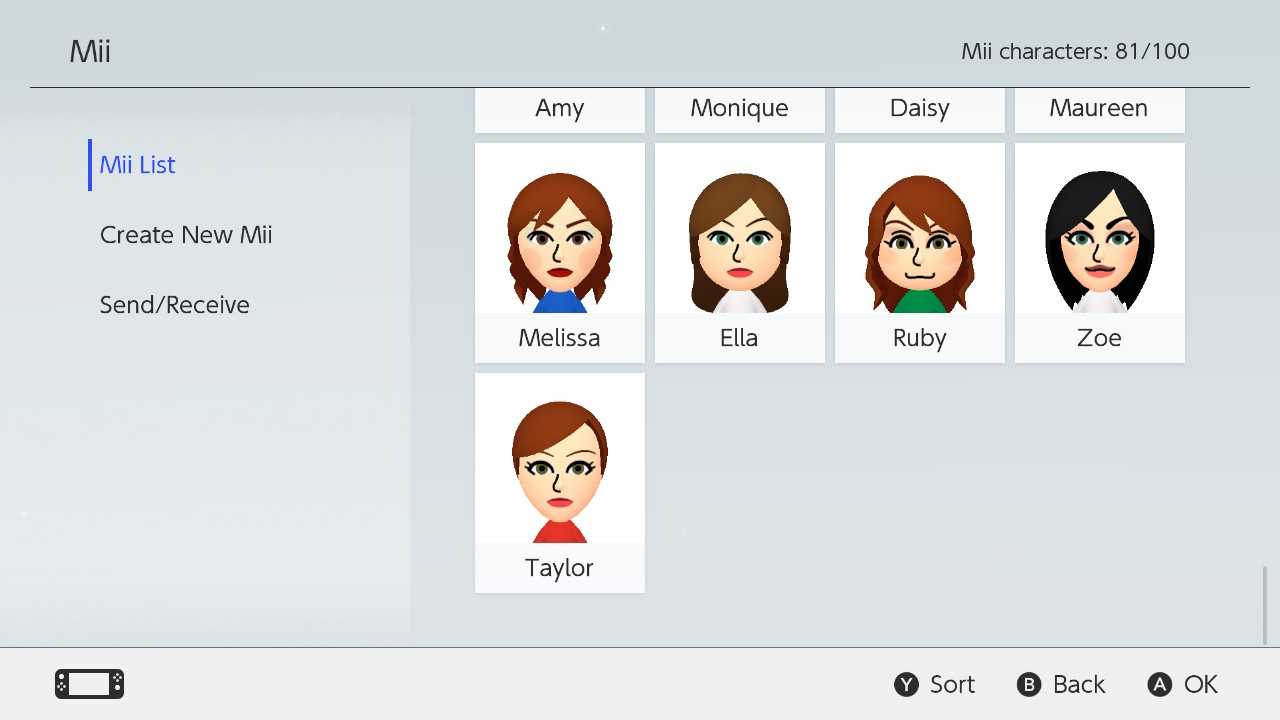 Mii
Mii characters: 81/100
Mii List
Create New Mii
Send/Receive
Amy
Monique
Daisy
Maureen
Melissa
Ella
Ruby
Zoe
Taylor
Y Sort
B Back
A OK